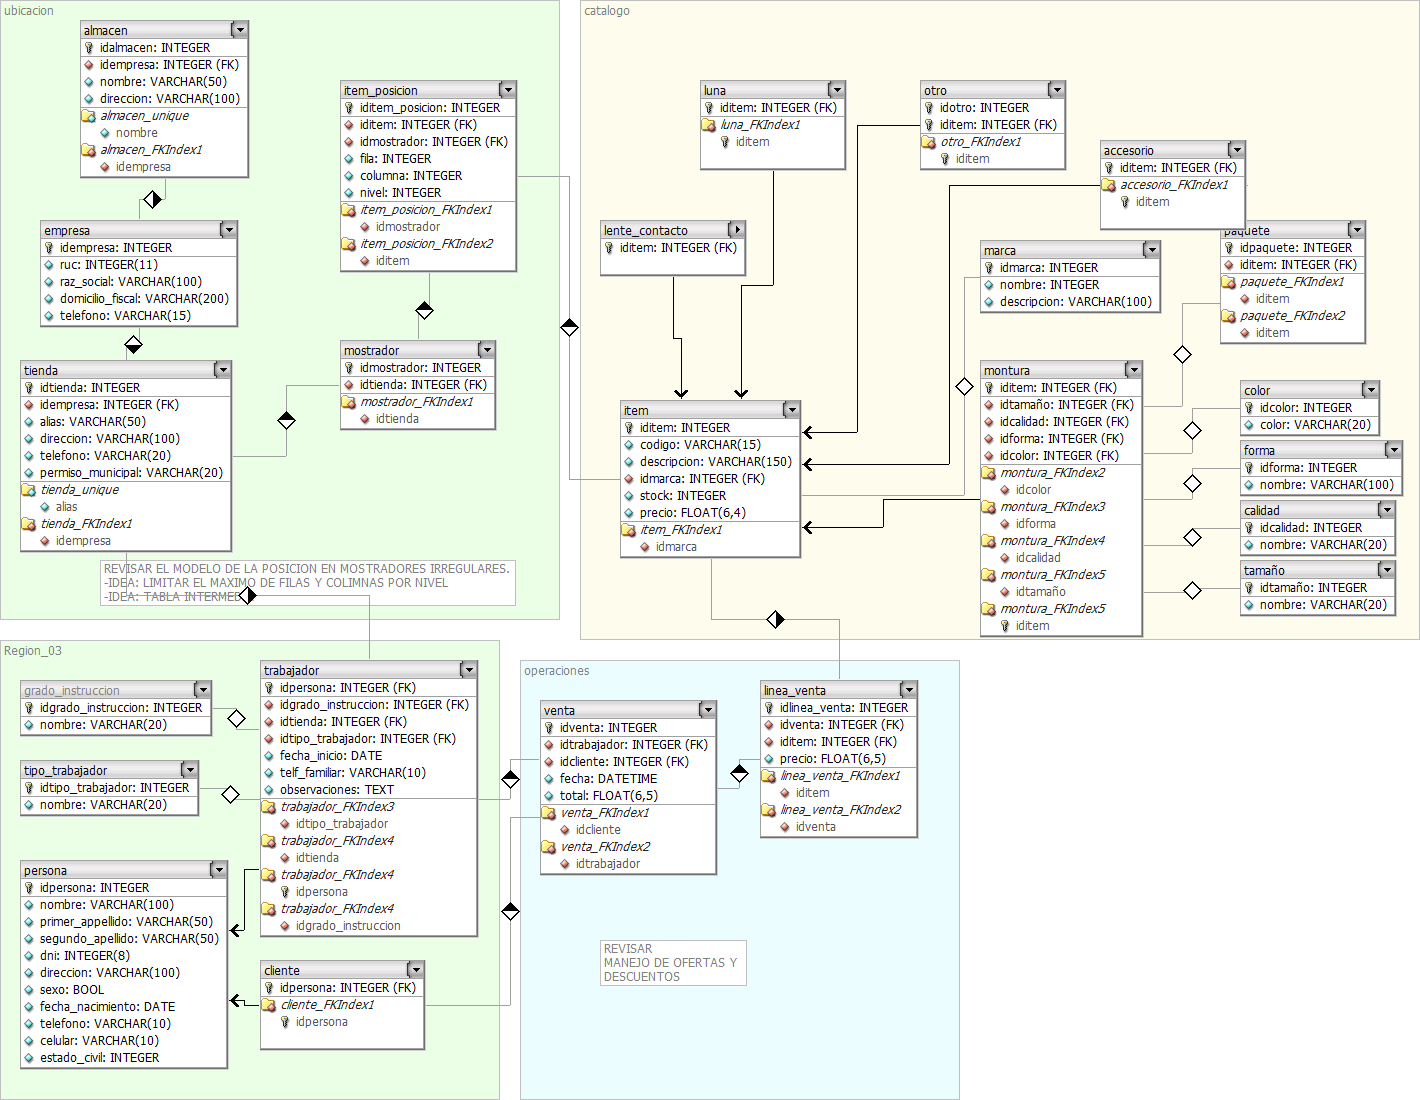 ubicacion
almacen
idalmacen: INTEGER
idempresa: INTEGER (FK)
nombre: VARCHAR(50)
direccion: VARCHAR(100)
almacen_unique
nombre
almacen_FKIndex1
idempresa
item_posicion
iditem_posicion: INTEGER
iditem: INTEGER (FK)
idmostrador: INTEGER (FK)
fila: INTEGER
columna: INTEGER
nivel: INTEGER
item_posicion_FKIndex1
idmostrador
item_posicion_FKIndex2
iditem
empresa
idempresa: INTEGER
ruc: INTEGER(11)
raz_social: VARCHAR(100)
domicilio_fiscal: VARCHAR(200)
telefono: VARCHAR(15)
mostrador
idmostrador: INTEGER
idtienda: INTEGER (FK)
mostrador_FKIndex1
idtienda
tienda
idtienda: INTEGER
idempresa: INTEGER (FK)
alias: VARCHAR(50)
direccion: VARCHAR(100)
telefono: VARCHAR(20)
permiso_municipal: VARCHAR(20)
tienda_unique
alias
tienda_FKIndex1
idempresa
REVISAR EL MODELO DE LA POSICION EN MOSTRADORES IRREGULARES.
-IDEA: LIMITAR EL MAXIMO DE FILAS Y COLIMNAS POR NIVEL
-IDEA: TABLA
catalogo
luna
iditem: INTEGER (FK)
luna_FKIndex1
iditem
otro
idotro: INTEGER
iditem: INTEGER (FK)
otro_FKIndex1
iditem
accesorio
iditem: INTEGER (FK)
accesorio_FKIndex1
iditem
lente_contacto
iditem: INTEGER (FK)
marca
idmarca: INTEGER
nombre: INTEGER
descripcion: VARCHAR(100)
paquete
idpaquete: INTEGER
iditem: INTEGER (FK)
paquete_FKIndex1
iditem
paquete_FKIndex2
iditem
item
iditem: INTEGER
codigo: VARCHAR(15)
descripcion: VARCHAR(150)
idmarca: INTEGER (FK)
stock: INTEGER
precio: FLOAT(6,4)
item_FKIndex1
idmarca
montura
iditem: INTEGER (FK)
idtamaño: INTEGER (FK)
idcalidad: INTEGER (FK)
idforma: INTEGER (FK)
idcolor: INTEGER (FK)
montura_FKIndex2
idcolor
montura_FKIndex3
idforma
montura_FKIndex4
idcalidad
montura_FKIndex5
idtamaño
montura_FKIndex5
iditem
color
idcolor: INTEGER
color: VARCHAR(20)
forma
idforma: INTEGER
nombre: VARCHAR(100)
calidad
idcalidad: INTEGER
nombre: VARCHAR(20)
tamaño
idtamaño: INTEGER
nombre: VARCHAR(20)
Region_03
grado_instruccion
idgrado_instruccion: INTEGER
nombre: VARCHAR(20)
tipo_trabajador
idtipo_trabajador: INTEGER
nombre: VARCHAR(20)
persona
idpersona: INTEGER
nombre: VARCHAR(100)
primer_appellido: VARCHAR(50)
segundo_apellido: VARCHAR(50)
dni: INTEGER(8)
direccion: VARCHAR(100)
sexo: BOOL
fecha_nacimiento: DATE
telefono: VARCHAR(10)
celular: VARCHAR(10)
estado_civil: INTEGER
trabajador
idpersona: INTEGER (FK)
idgrado_instruccion: INTEGER (FK)
idtienda: INTEGER (FK)
idtipo_trabajador: INTEGER (FK)
fecha_inicio: DATE
telf_familiar: VARCHAR(10)
observaciones: TEXT
trabajador_FKIndex3
idtipo_trabajador
trabajador_FKIndex4
idtienda
trabajador_FKIndex4
idpersona
trabajador_FKIndex4
idgrado_instruccion
cliente
idpersona: INTEGER (FK)
cliente_FKIndex1
idpersona
operaciones
venta
idventa: INTEGER
idtrabajador: INTEGER (FK)
idcliente: INTEGER (FK)
fecha: DATETIME
total: FLOAT(6,5)
venta_FKIndex1
idcliente
venta_FKIndex2
idtrabajador
linea_venta
idlinea_venta: INTEGER
idventa: INTEGER (FK)
iditem: INTEGER (FK)
precio: FLOAT(6,5)
linea_venta_FKIndex1
iditem
linea_venta_FKIndex2
idventa
REVISAR
MANEJO DE OFERTAS Y
DESCUENTOS